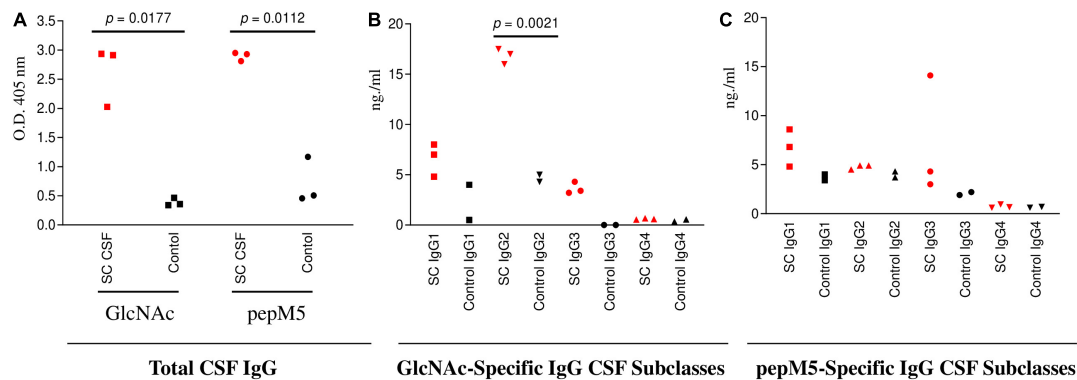 A
p = 0.0177
p = 0.0112
O.D. 405 nm
3.5
3.0
2.5
2.0
1.5
1.0
0.5
0.0
SC CSF
Contol
SC CSF
Control
GlcNAc
pepM5
Total CSF IgG
B
p = 0.0021
ng./ml
20
15
10
5
0
SC IgG1
Control IgG1
SC IgG2
Control IgG2
SC IgG3
Control IgG3
SC IgG4
Control IgG4
GlcNAc-Specific IgG CSF Subclasses
C
ng./ml
20
15
10
5
0
SC IgG1
Control IgG1
SC IgG2
Control IgG2
SC IgG3
Control IgG3
SC IgG4
Control IgG4
pepM5-Specific IgG CSF Subclasses